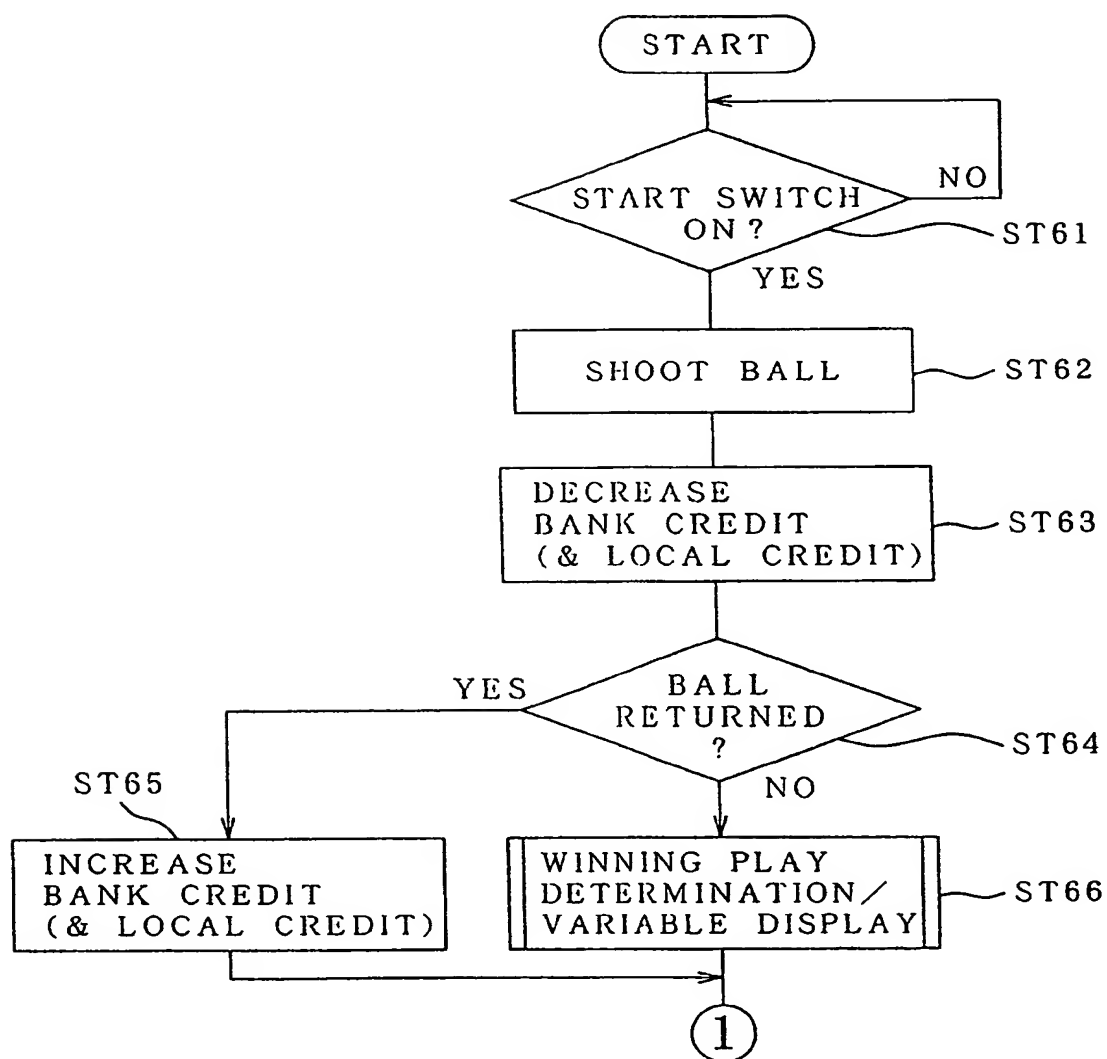 START
START SWITCH
ON?
NO
ST61
YES
SHOOT BALL
ST62
DECREASE
BANK CREDIT
(& LOCAL CREDIT)
ST63
YES
BALL
RETURNED
?
ST64
NO
ST65
INCREASE
BANK CREDIT
(& LOCAL CREDIT)
WINNING PLAY
DETERMINATION/
VARIABLE DISPLAY
ST66
1